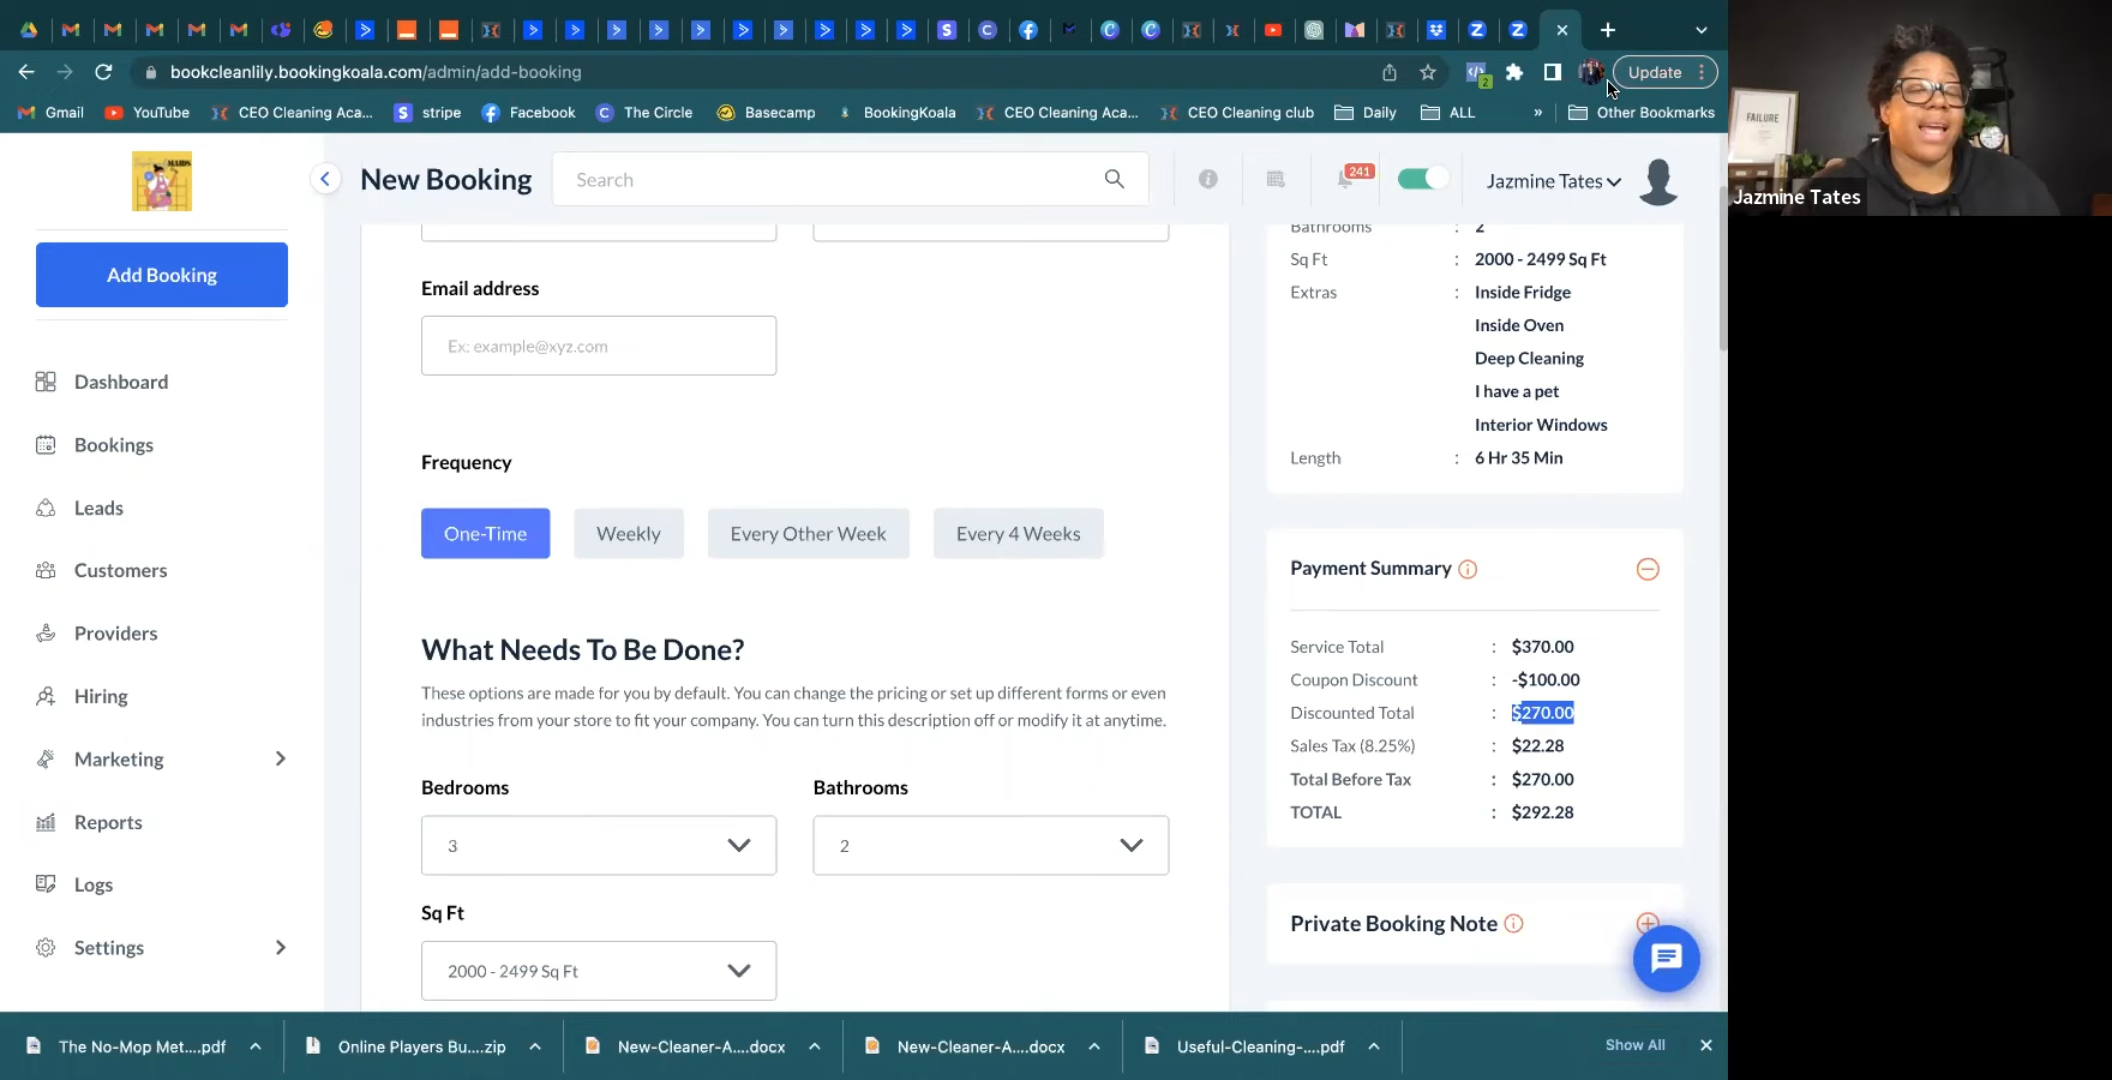 bookcleanlily.bookingkoala.com/admin/add-booking
2
Update
Gmail
YouTube
CEO Cleaning Aca...
stripe
Facebook
The Circle
Basecamp
BookingKoala
CEO Cleaning Aca...
CEO Cleaning club
Daily
ALL
»
Other Bookmarks
MAIDS
New Booking
Search
241
Jazmine Tates
FAILURE
Jazmine Tates
Add Booking
Dashboard
Bookings
Leads
Customers
Providers
Hiring
Marketing
Reports
Logs
Settings
Email address
Ex: example@xyz.com
Frequency
One-Time
Weekly
Every Other Week
Every 4 Weeks
What Needs To Be Done?
These options are made for you by default. You can change the pricing or set up different forms or even
industries from your store to fit your company. You can turn this description off or modify it at anytime.
Bedrooms
Bathrooms
3
2
Sq Ft
2000 - 2499 Sq Ft
Bathrooms : 2
Sq Ft : 2000 - 2499 Sq Ft
Extras : Inside Fridge
Inside Oven
Deep Cleaning
I have a pet
Interior Windows
Length : 6 Hr 35 Min
Payment Summary
Service Total : $370.00
Coupon Discount : -$100.00
Discounted Total : $270.00
Sales Tax (8.25%) : $22.28
Total Before Tax : $270.00
TOTAL : $292.28
Private Booking Note
The No-Mop Met....pdf
Online Players Bu....zip
New-Cleaner-A....docx
New-Cleaner-A....docx
Useful-Cleaning-....pdf
Show All